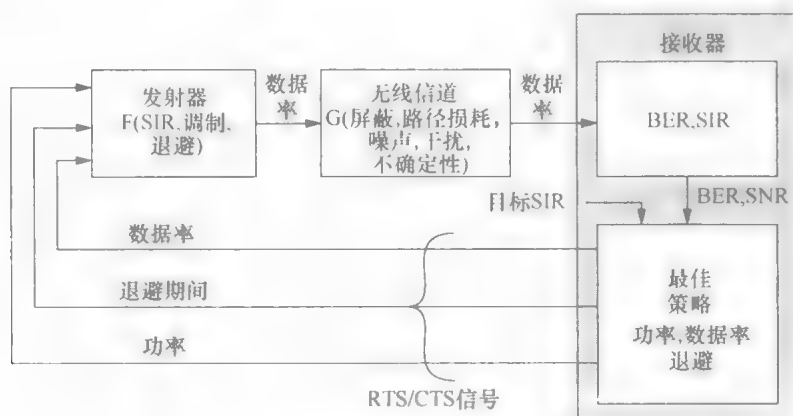 接收器
发射器
F(SIR,调制,
退避)
数据
率
无线信道
G(屏蔽,路径损耗,
噪声,干扰,
不确定性)
数据
率
BER,SIR
目标SIR
BER,SNR
数据率
退避期间
功率
最佳
策略
功率,数据率
退避
RTS/CTS信号